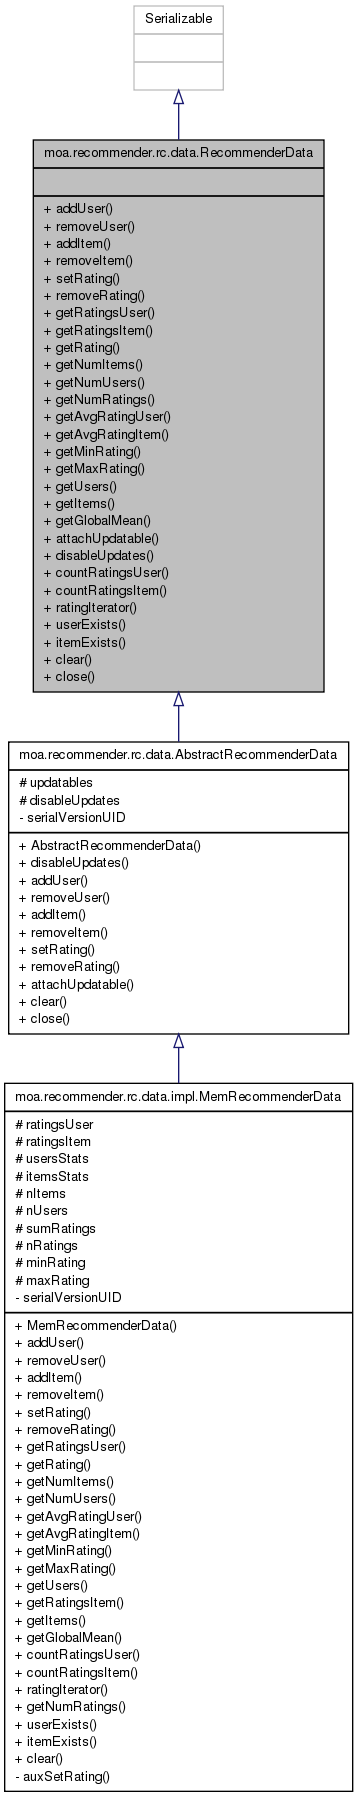 Serializable
moa.recommender.rc.data.RecommenderData
+ addUser()
+ removeUser()
+ addItem()
+ removeItem()
+ setRating()
+ removeRating()
+ getRatingsUser()
+ getRatingsItem()
+ getRating()
+ getNumItems()
+ getNumUsers()
+ getNumRatings()
+ getAvgRatingUser()
+ getAvgRatingItem()
+ getMinRating()
+ getMaxRating()
+ getUsers()
+ getItems()
+ getGlobalMean()
+ attachUpdatable()
+ disableUpdates()
+ countRatingsUser()
+ countRatingsItem()
+ ratingIterator()
+ userExists()
+ itemExists()
+ clear()
+ close()
moa.recommender.rc.data.AbstractRecommenderData
# updatables
# disableUpdates
- serialVersionUID
+ AbstractRecommenderData()
+ disableUpdates()
+ addUser()
+ removeUser()
+ addItem()
+ removeItem()
+ setRating()
+ removeRating()
+ attachUpdatable()
+ clear()
+ close()
moa.recommender.rc.data.impl.MemRecommenderData
# ratingsUser
# ratingsItem
# usersStats
# itemsStats
# nItems
# nUsers
# sumRatings
# nRatings
# minRating
# maxRating
- serialVersionUID
+ MemRecommenderData()
+ addUser()
+ removeUser()
+ addItem()
+ removeItem()
+ setRating()
+ removeRating()
+ getRatingsUser()
+ getRating()
+ getNumItems()
+ getNumUsers()
+ getAvgRatingUser()
+ getAvgRatingItem()
+ getMinRating()
+ getMaxRating()
+ getUsers()
+ getRatingsItem()
+ getItems()
+ getGlobalMean()
+ countRatingsUser()
+ countRatingsItem()
+ ratingIterator()
+ getNumRatings()
+ userExists()
+ itemExists()
+ clear()
- auxSetRating()